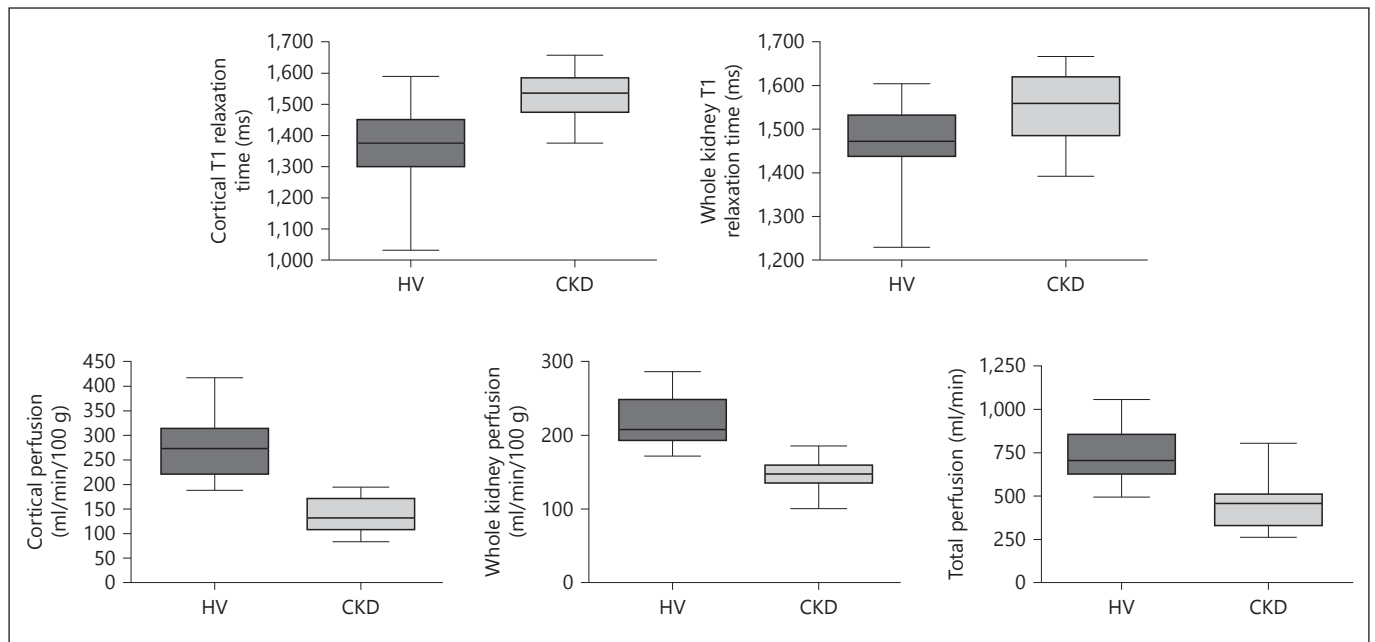 Cortical T1 relaxation
time (ms)
1,700
1,600
1,500
1,400
1,300
1,200
1,100
1,000
HV
CKD
Whole kidney T1
relaxation time (ms)
1,700
1,600
1,500
1,400
1,300
1,200
HV
CKD
Cortical perfusion
(ml/min/100 g)
450
400
350
300
250
200
150
100
50
0
HV
CKD
Whole kidney perfusion
(ml/min/100 g)
300
200
100
0
HV
CKD
Total perfusion (ml/min)
1,250
1,000
750
500
250
0
HV
CKD